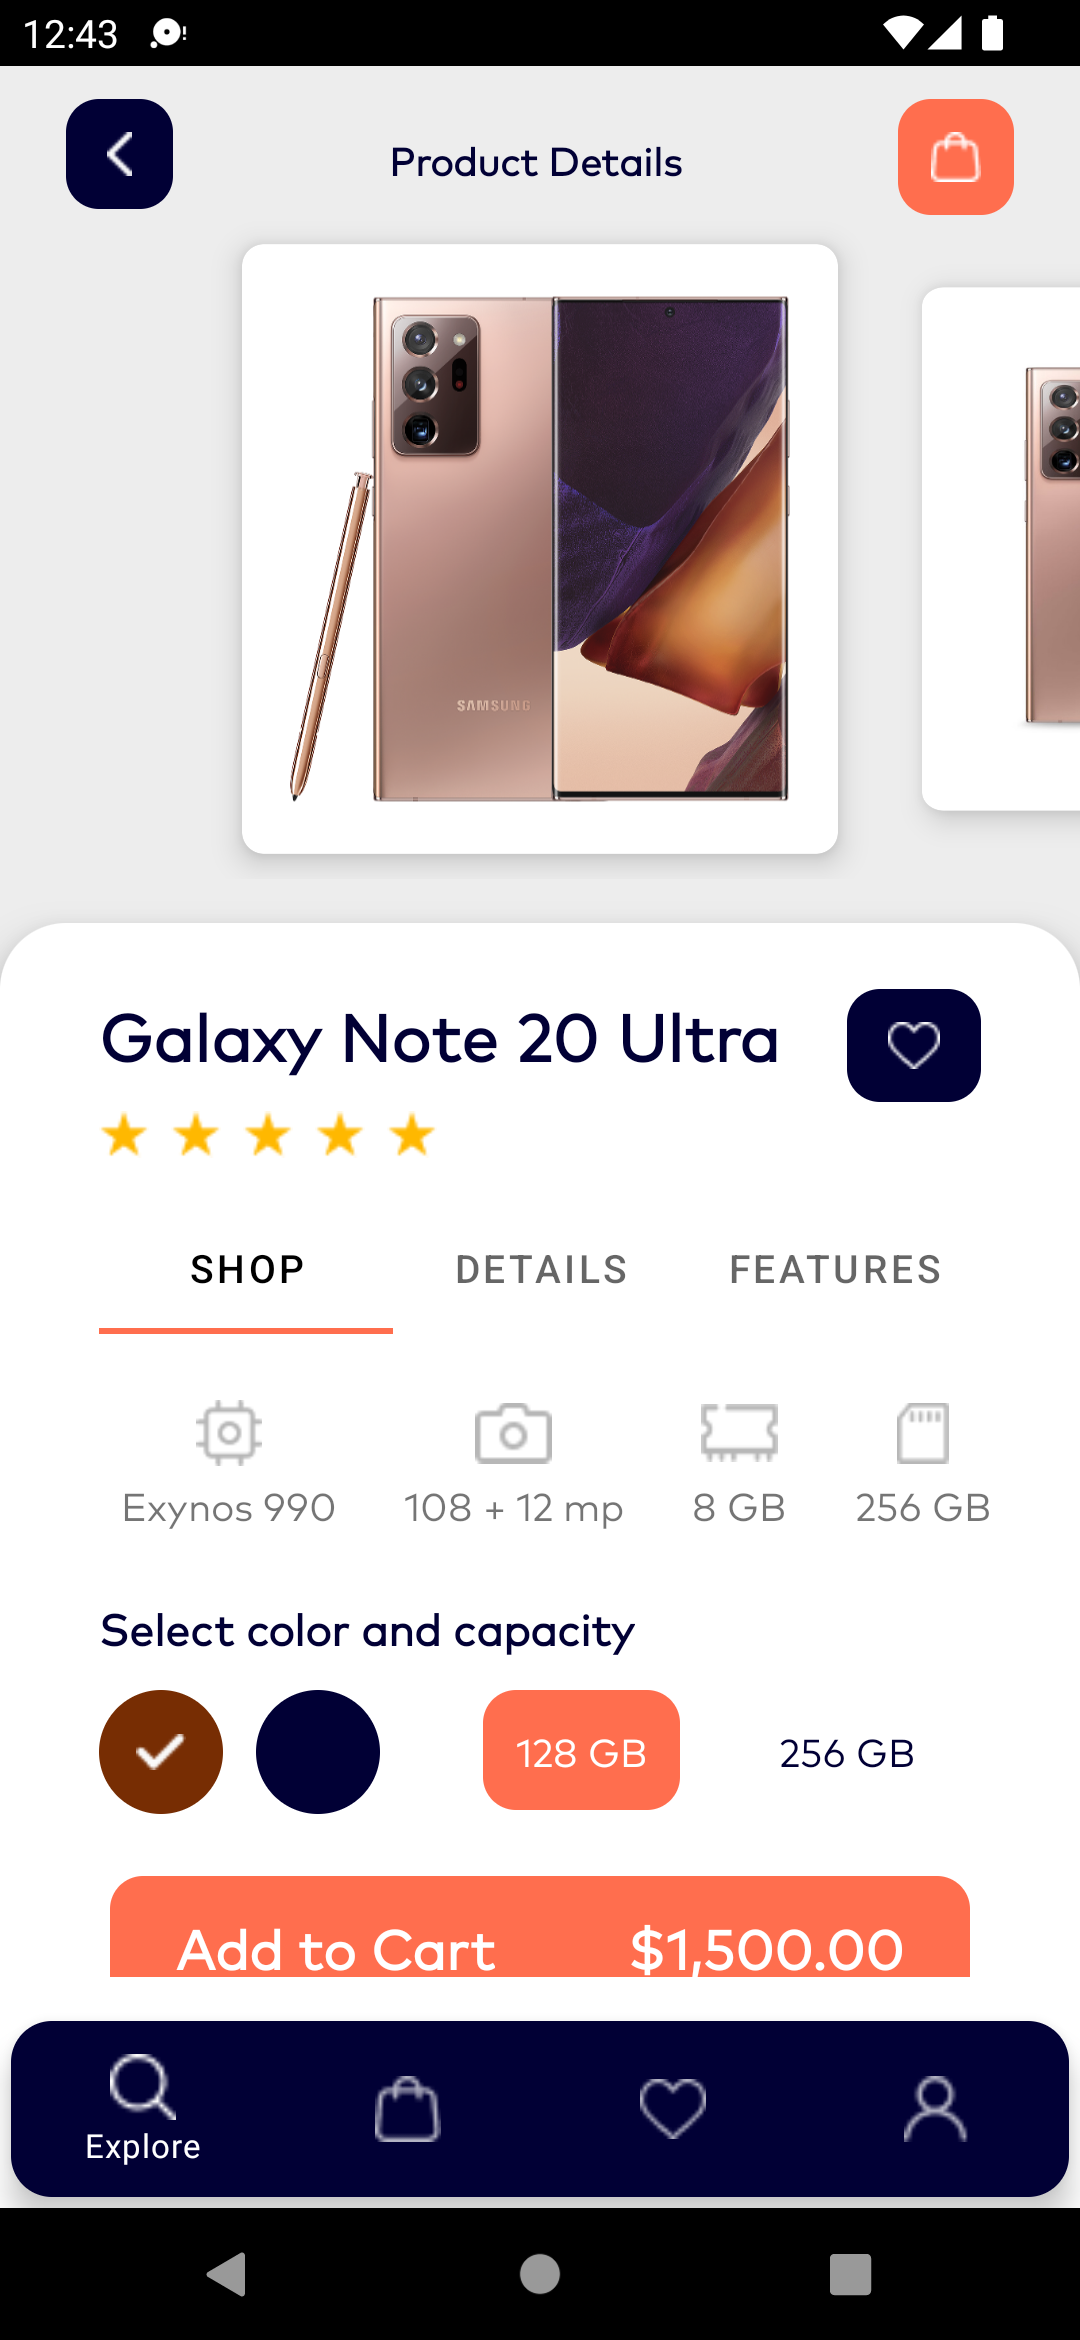 12:43
Product Details
SAMSUNG
Galaxy Note 20 Ultra
SHOP DETAILS FEATURES
Exynos 990 108 + 12 mp 8 GB 256 GB
Select color and capacity
128 GB 256 GB
Add to Cart $1,500.00
Explore